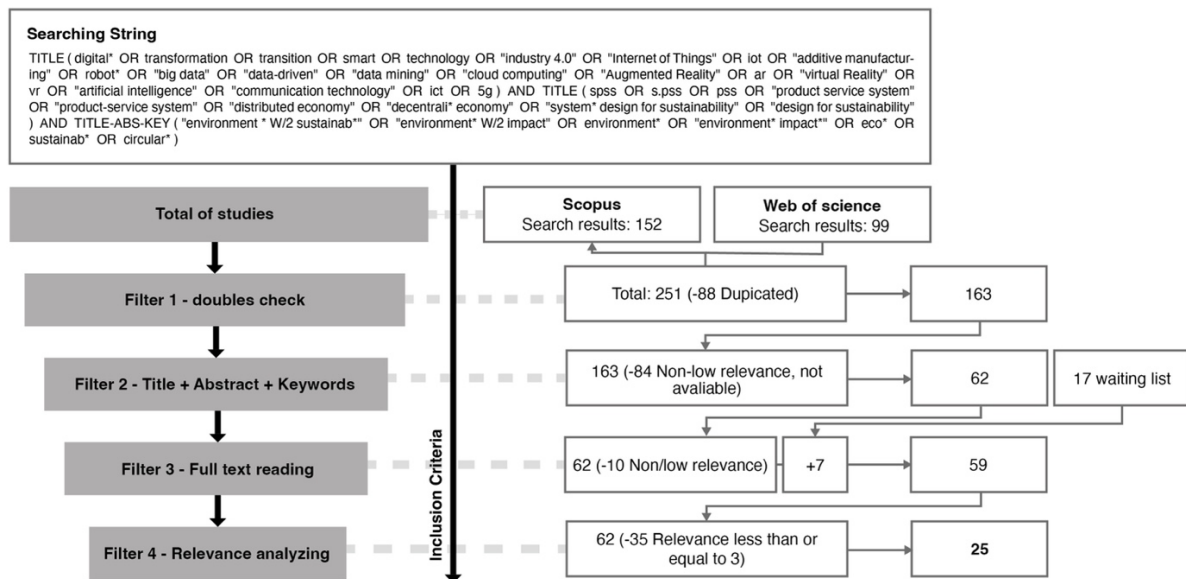 Searching String
TITLE ( digital* OR transformation OR transition OR smart OR technology OR "industry 4.0" OR "Internet of Things" OR iot OR "additive manufactur-
ing" OR robot* OR "big data" OR "data-driven" OR "data mining" OR "cloud computing" OR "Augmented Reality" OR ar OR "virtual Reality" OR
vr OR "artificial intelligence" OR "communication technology" OR ict OR 5g ) AND TITLE ( spss OR s.pss OR pss OR "product service system"
OR "product-service system" OR "distributed economy" OR "decentrali* economy" OR "system* design for sustainability" OR "design for sustainability"
) AND TITLE-ABS-KEY ( "environment * W/2 sustainab*" OR "environment* W/2 impact" OR environment* OR "environment* impact*" OR eco* OR
sustainab* OR circular* )
Total of studies
Scopus
Search results: 152
Web of science
Search results: 99
Filter 1 - doubles check
Total: 251 (-88 Dupicated)
163
Filter 2 - Title + Abstract + Keywords
163 (-84 Non-low relevance, not
avaliable)
62
17 waiting list
Filter 3 - Full text reading
62 (-10 Non/low relevance)
+7
59
Filter 4 - Relevance analyzing
62 (-35 Relevance less than or
equal to 3)
25
Inclusion Criteria